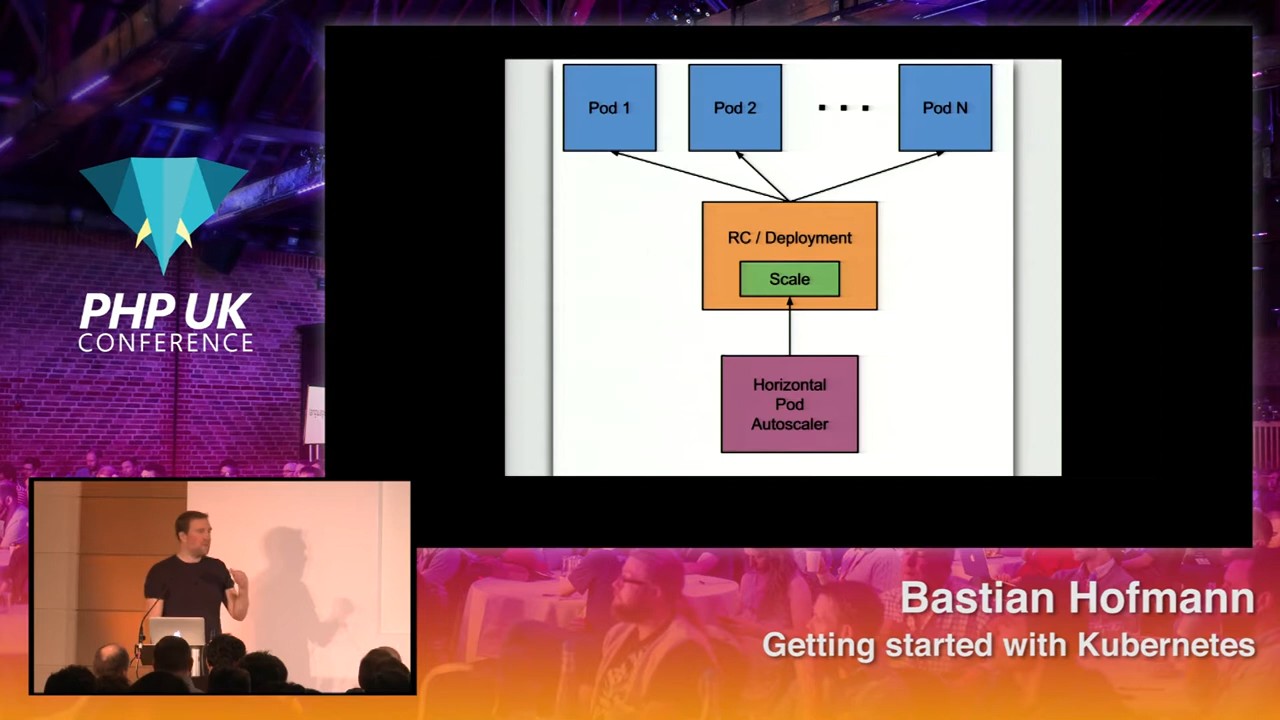 Pod 1
Pod 2
Pod N
RC / Deployment
Scale
Horizontal
Pod
Autoscaler
PHP UK
CONFERENCE
Bastian Hofmann
Getting started with Kubernetes